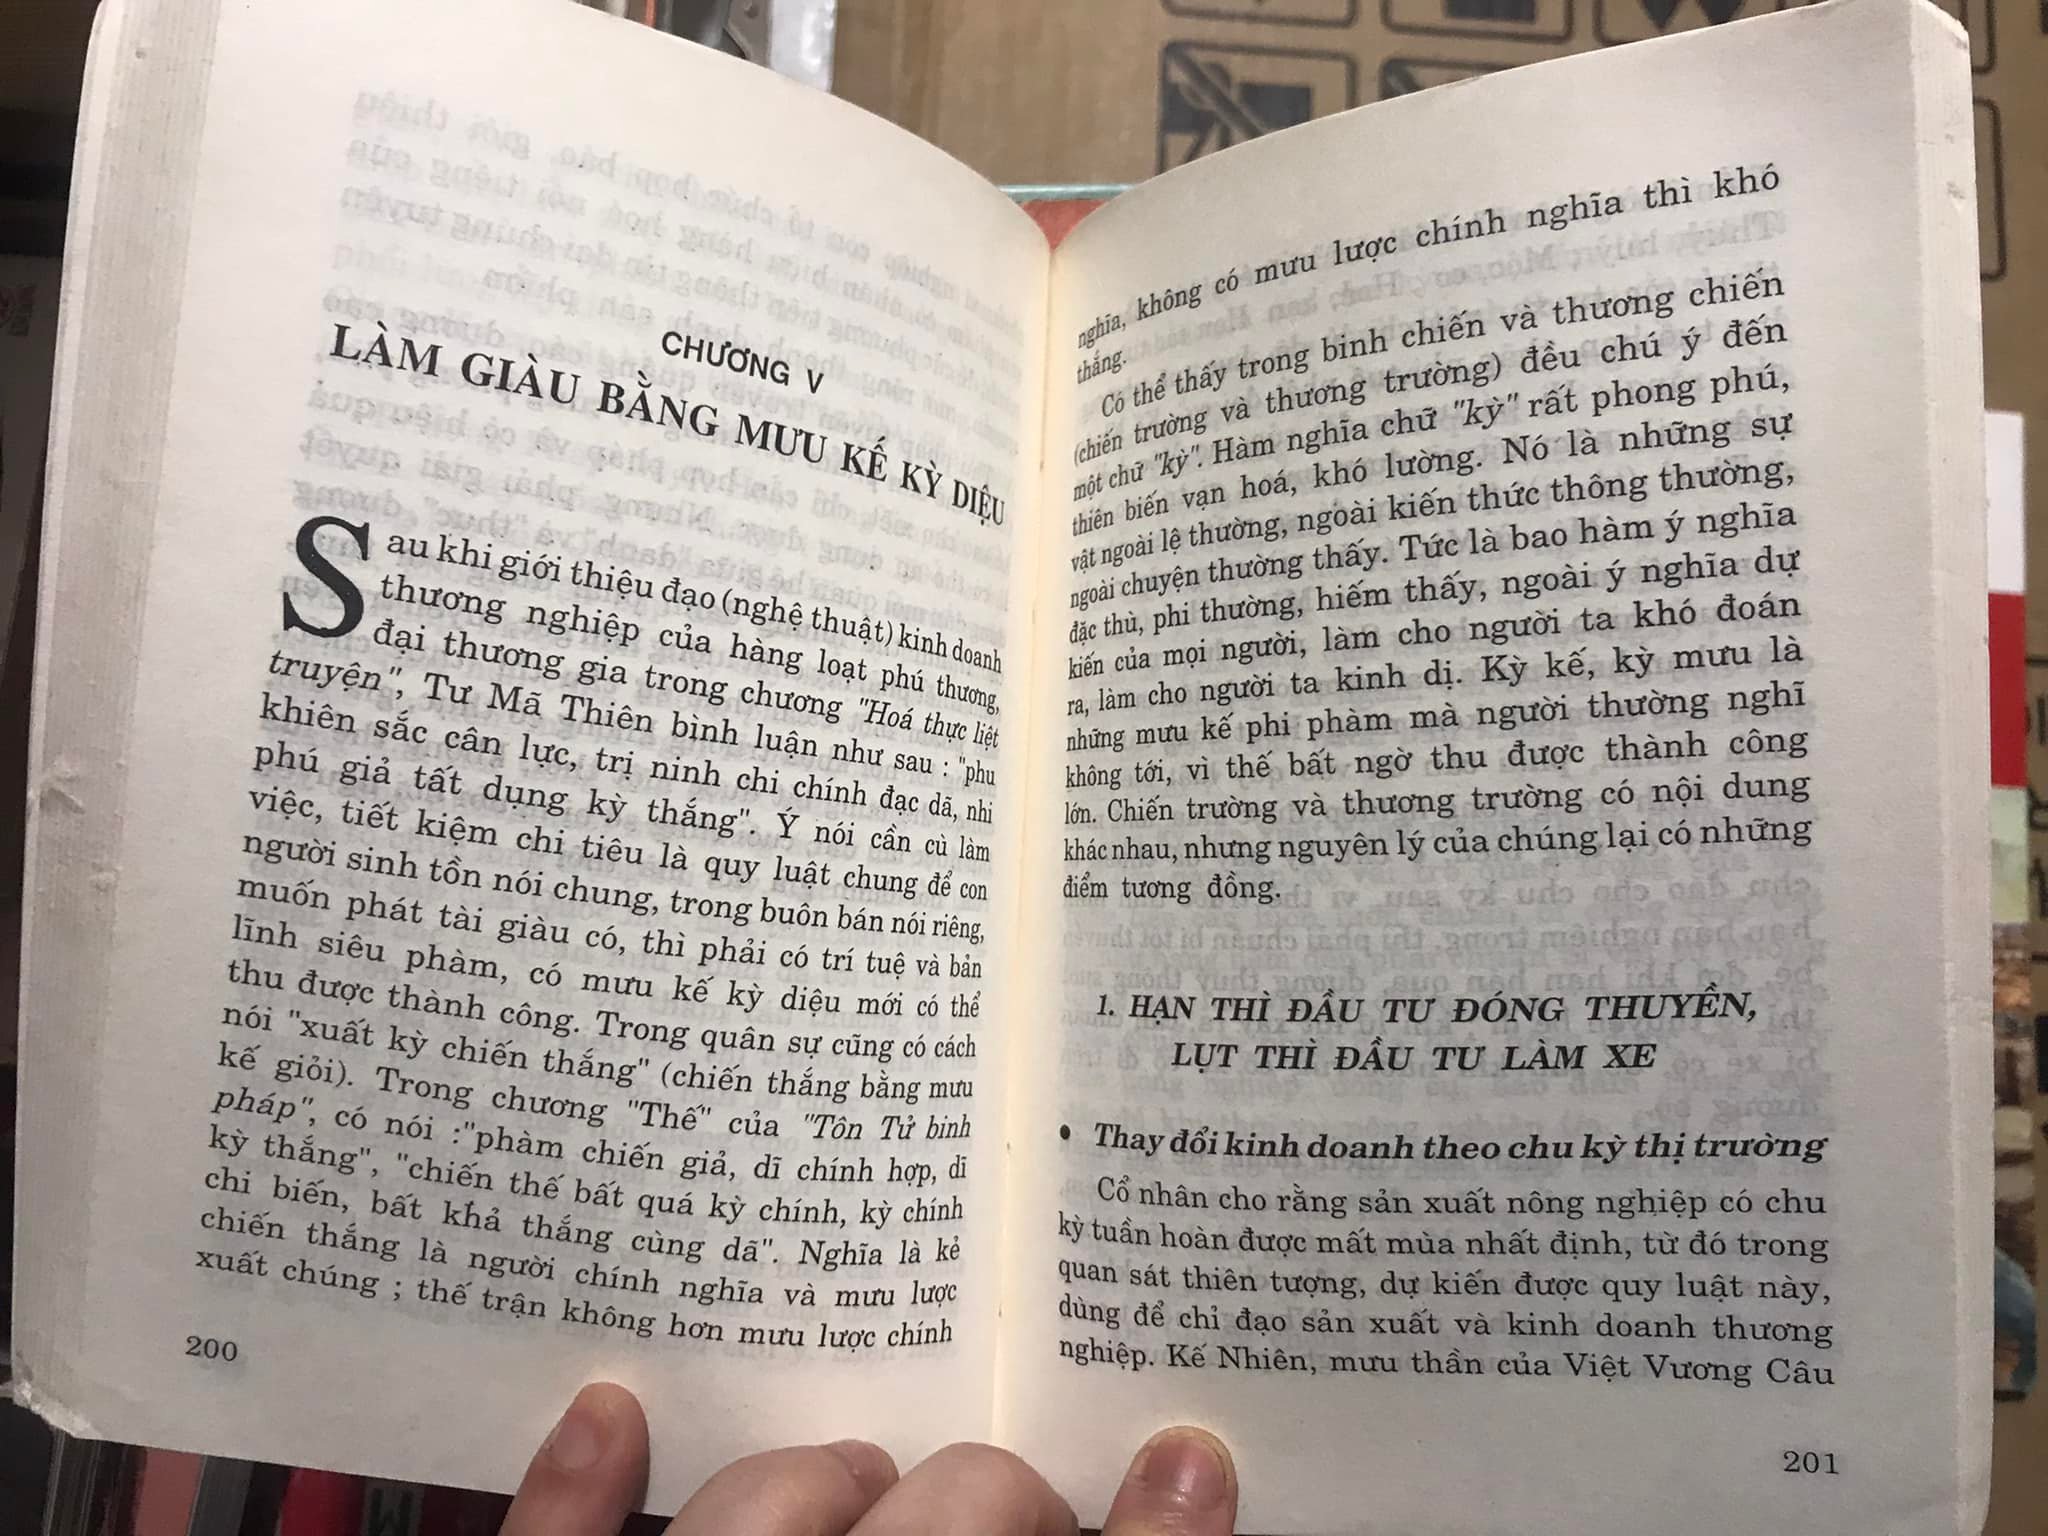 CHƯƠNG V
LÀM GIÀU BẰNG MƯU KẾ KỲ DIỆU
Sau khi giới thiệu đạo (nghệ thuật) kinh doanh
thương nghiệp của hàng loạt phú thương,
đại thương gia trong chương "Hoá thực liệt
truyện", Tư Mã Thiên bình luận như sau : "phu
khiên sắc cân lực, trị ninh chi chính đạc dã, nhi
phú giả tất dụng kỳ thắng". Ý nói cần cù làm
việc, tiết kiệm chi tiêu là quy luật chung để con
người sinh tồn nói chung, trong buôn bán nói riêng,
muốn phát tài giàu có, thì phải có trí tuệ và bản
lĩnh siêu phàm, có mưu kế kỳ diệu mới có thể
thu được thành công. Trong quân sự cũng có cách
nói "xuất kỳ chiến thắng" (chiến thắng bằng mưu
kế giỏi). Trong chương "Thế" của "Tôn Tử binh
pháp", có nói :"phàm chiến giả, dĩ chính hợp, dĩ
kỳ thắng", "chiến thế bất quá kỳ chính, kỳ chính
chi biến, bất khả thắng cùng dã". Nghĩa là kẻ
chiến thắng là người chính nghĩa và mưu lược
xuất chúng ; thế trận không hơn mưu lược chính
200
nghĩa, không có mưu lược chính nghĩa thì khó
thắng.
Có thể thấy trong binh chiến và thương chiến
(chiến trường và thương trường) đều chú ý đến
một chữ "kỳ". Hàm nghĩa chữ "kỳ" rất phong phú,
thiên biến vạn hoá, khó lường. Nó là những sự
vật ngoài lệ thường, ngoài kiến thức thông thường,
ngoài chuyện thường thấy. Tức là bao hàm ý nghĩa
đặc thù, phi thường, hiếm thấy, ngoài ý nghĩa dự
kiến của mọi người, làm cho người ta khó đoán
ra, làm cho người ta kinh dị. Kỳ kế, kỳ mưu là
những mưu kế phi phàm mà người thường nghĩ
không tới, vì thế bất ngờ thu được thành công
lớn. Chiến trường và thương trường có nội dung
khác nhau, nhưng nguyên lý của chúng lại có những
điểm tương đồng.
1. HẠN THÌ ĐẦU TƯ ĐÓNG THUYỀN,
LỤT THÌ ĐẦU TƯ LÀM XE
• Thay đổi kinh doanh theo chu kỳ thị trường
Cổ nhân cho rằng sản xuất nông nghiệp có chu
kỳ tuần hoàn được mất mùa nhất định, từ đó trong
quan sát thiên tượng, dự kiến được quy luật này,
dùng để chỉ đạo sản xuất và kinh doanh thương
nghiệp. Kế Nhiên, mưu thần của Việt Vương Câu
201